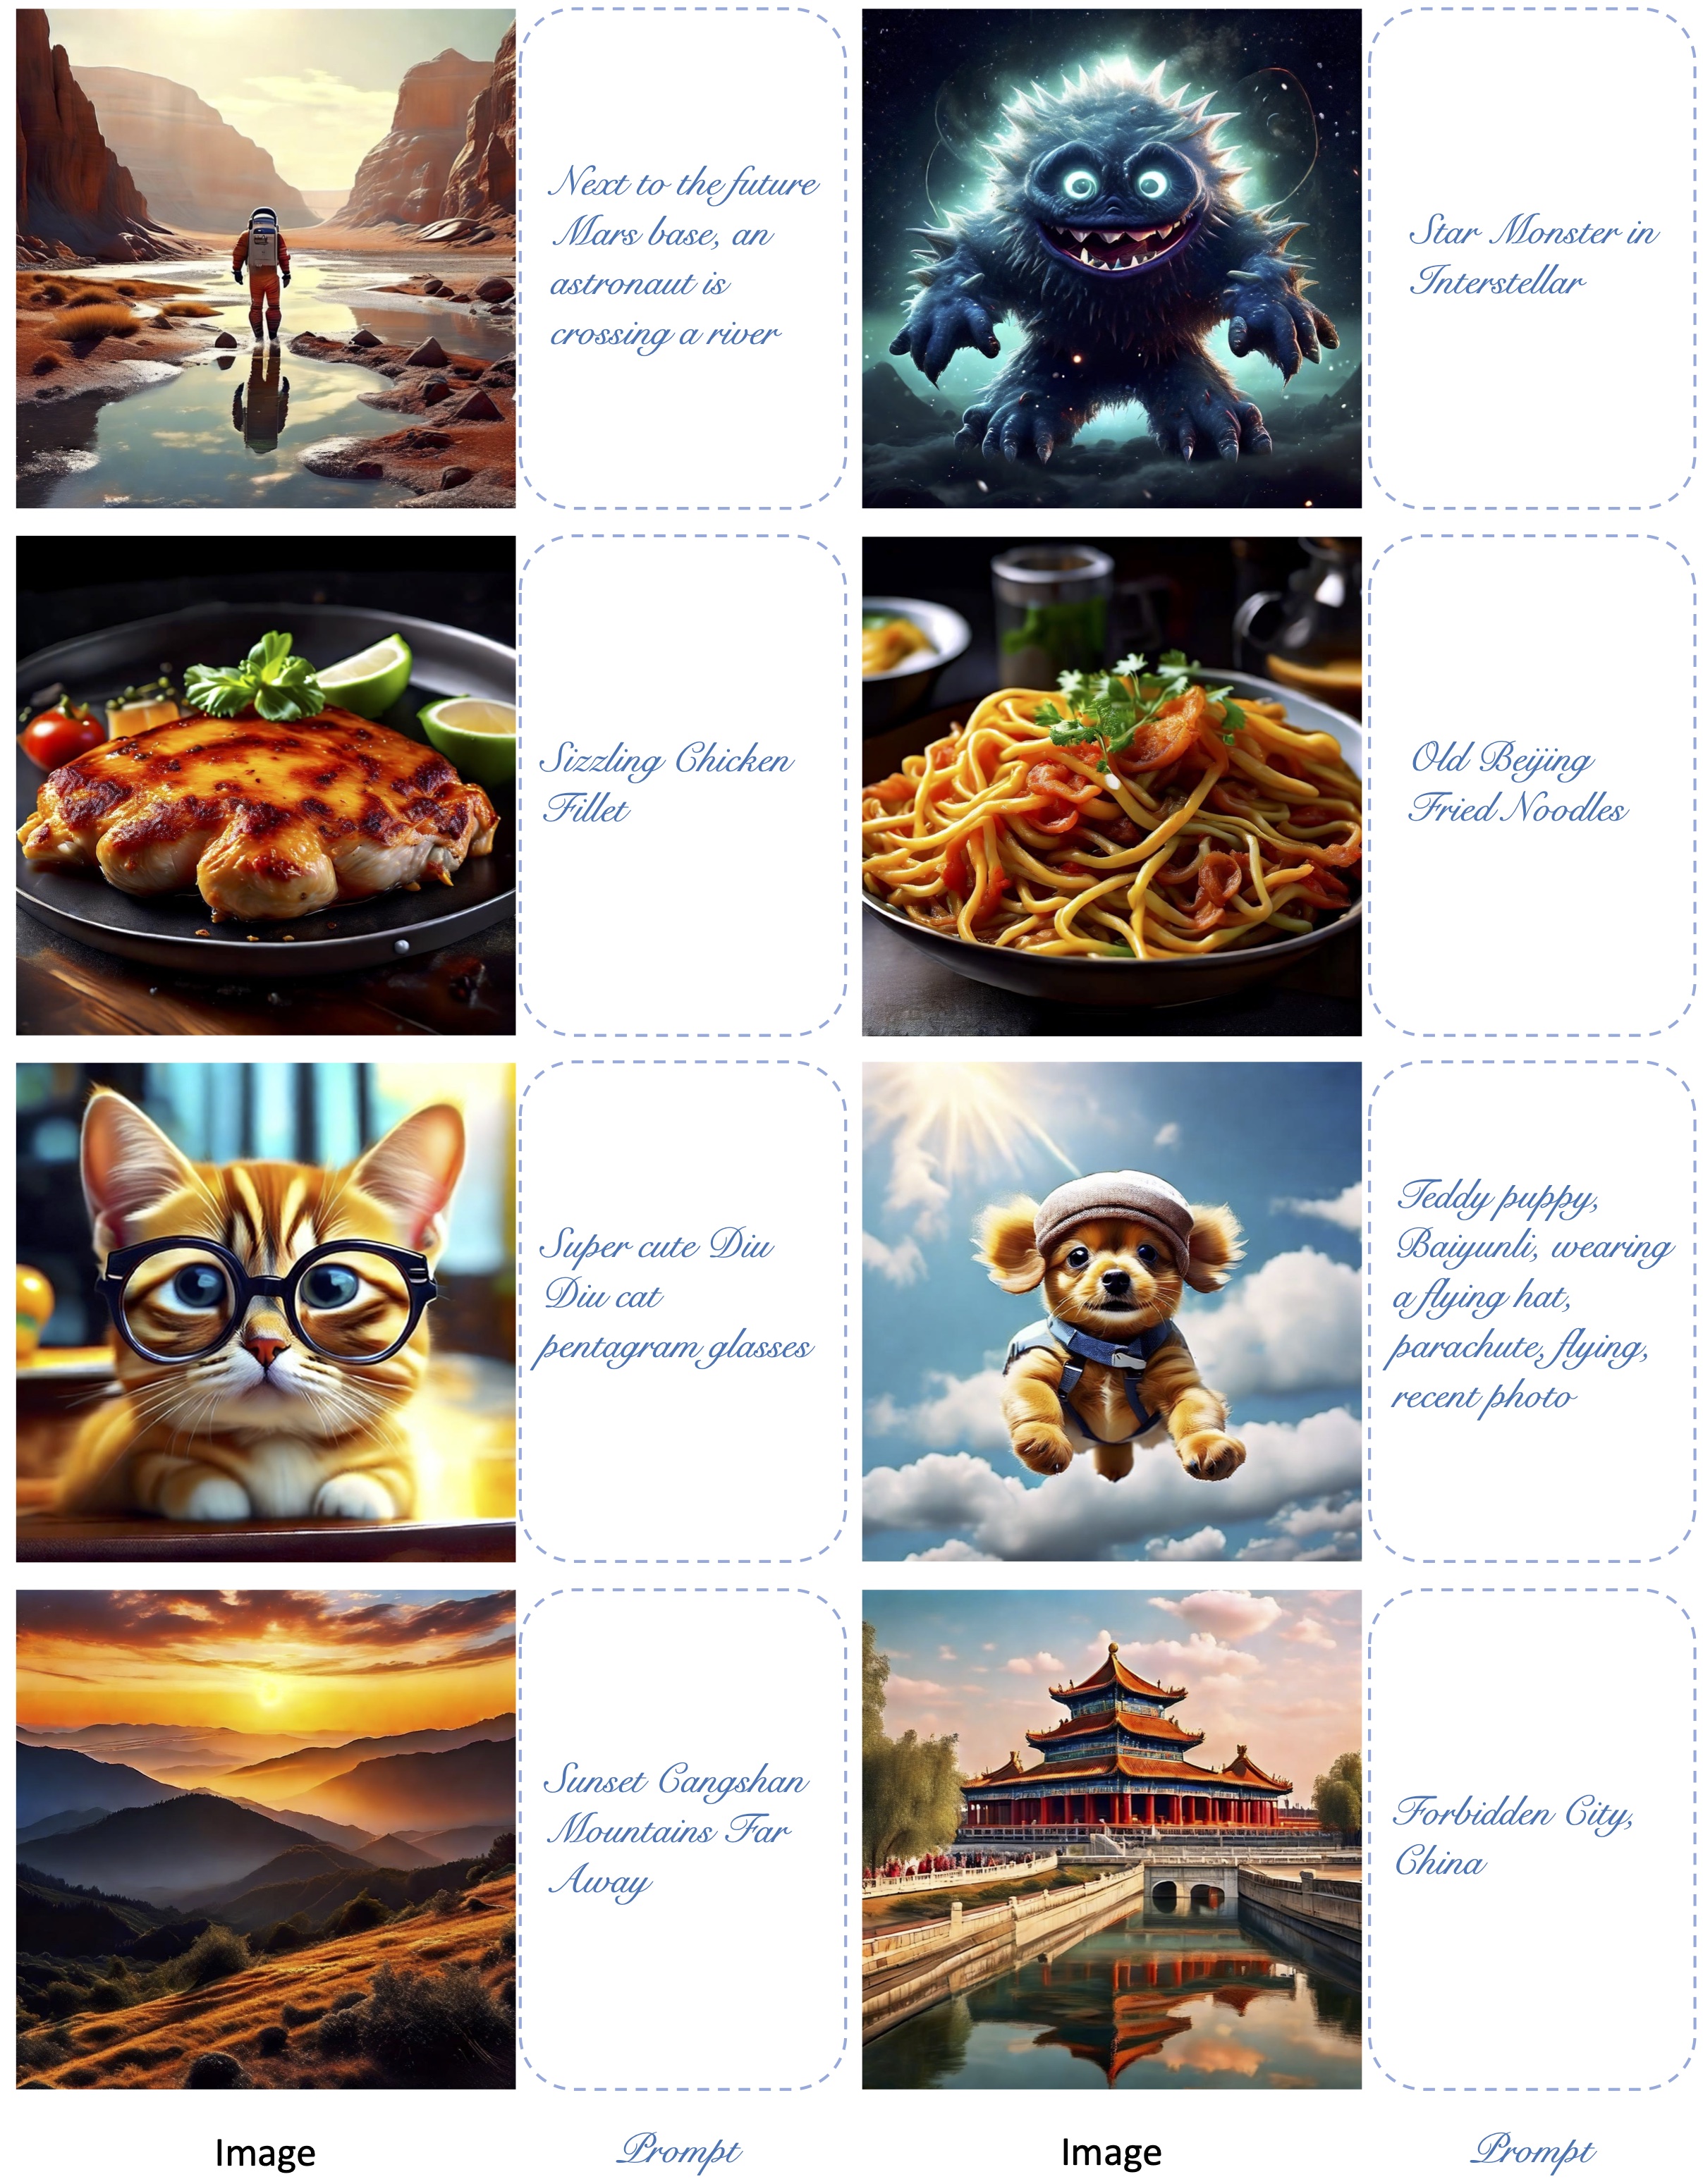 Next to the future
Mars base, an
astronaut is
crossing a river
Star Monster in
Interstellar
Sizzling Chicken
Fillet
Old Beijing
Fried Noodles
Super cute Diu
Diu cat
pentagram glasses
Teddy puppy,
Baiyunli, wearing
a flying hat,
parachute, flying,
recent photo
Sunset Cangshan
Mountains Far
Away
Forbidden City,
China
Image
Prompt
Image
Prompt